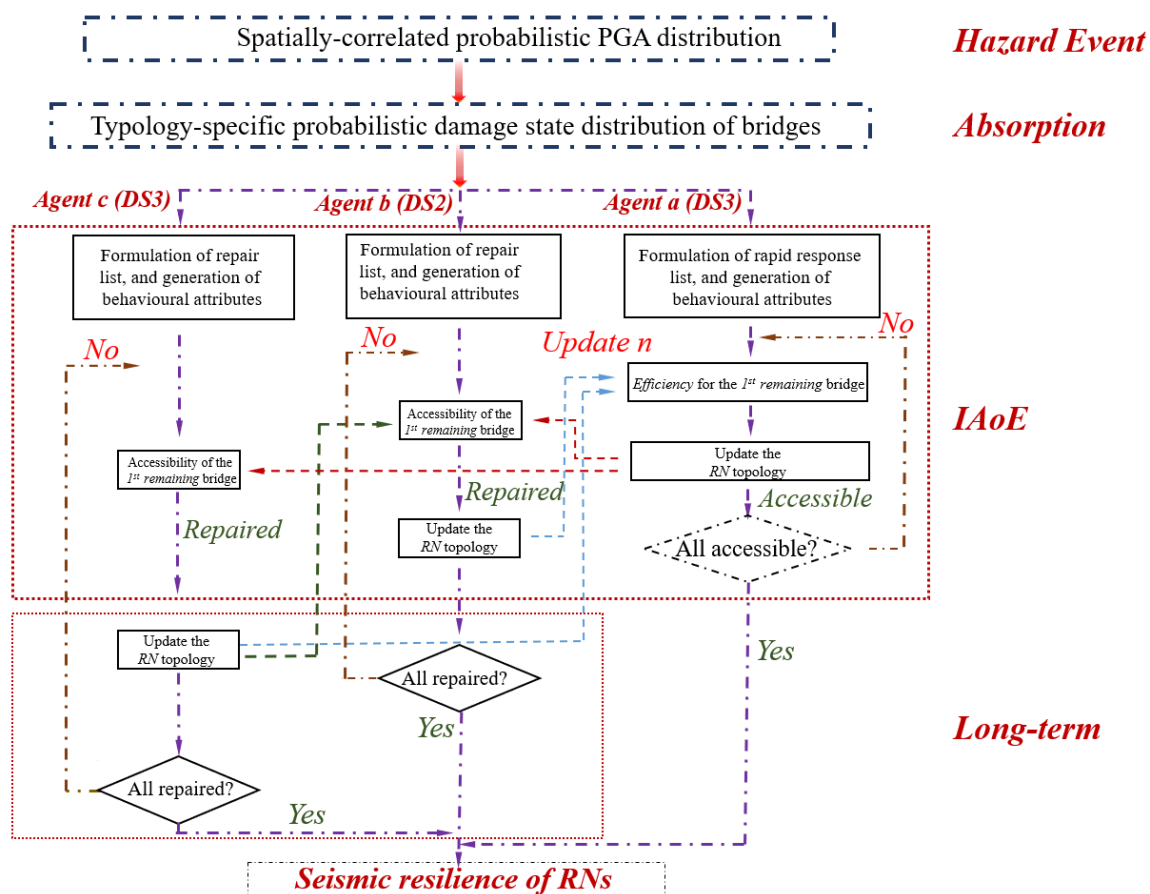 Spatially-correlated probabilistic PGA distribution
Hazard Event
Typology-specific probabilistic damage state distribution of bridges
Absorption
Agent c (DS3)
Agent b (DS2)
Agent a (DS3)
Formulation of repair
list, and generation of
behavioural attributes
Formulation of repair
list, and generation of
behavioural attributes
Formulation of rapid response
list, and generation of
behavioural attributes
No
No
Update n
No
Efficiency for the 1st remaining bridge
Accessibility of the
1st remaining bridge
IAoE
Accessibility of the
1st remaining bridge
Update the
RN topology
Repaired
Repaired
Accessible
Update the
RN topology
All accessible?
Update the
RN topology
All repaired?
Yes
Yes
Long-term
All repaired?
Yes
Seismic resilience of RNs